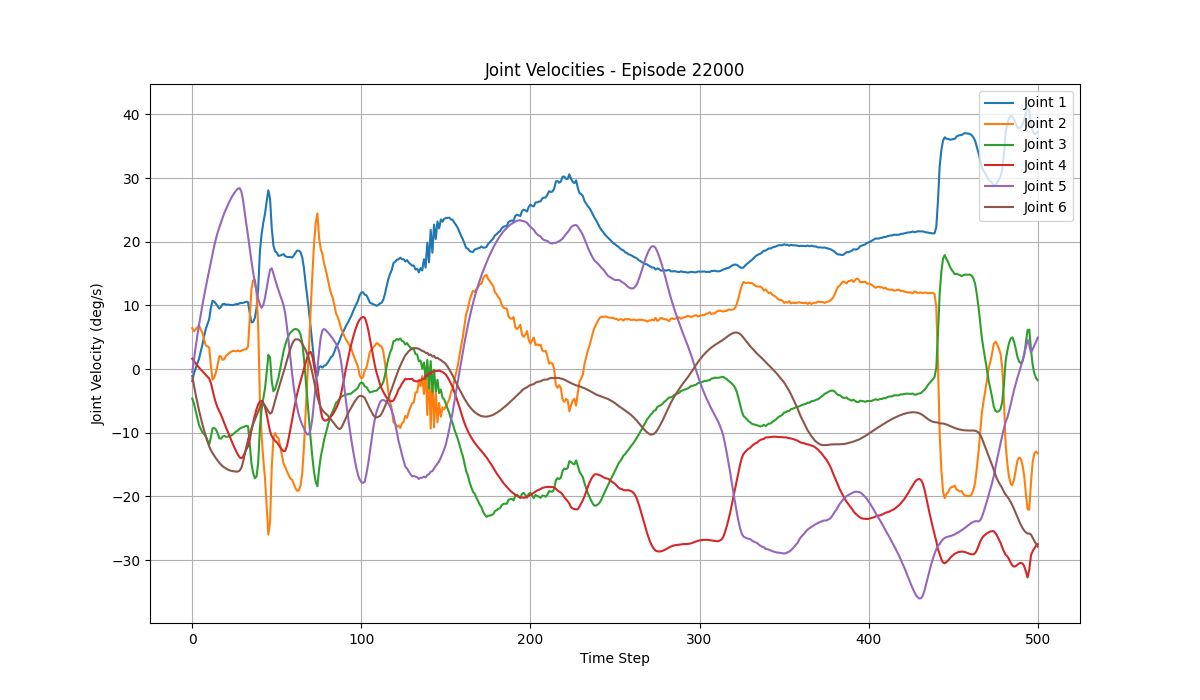 Joint Velocities - Episode 22000
Joint Velocity (deg/s)
40
30
20
10
0
−10
−20
−30
Joint 1
Joint 2
Joint 3
Joint 4
Joint 5
Joint 6
0
100
200
300
400
500
Time Step